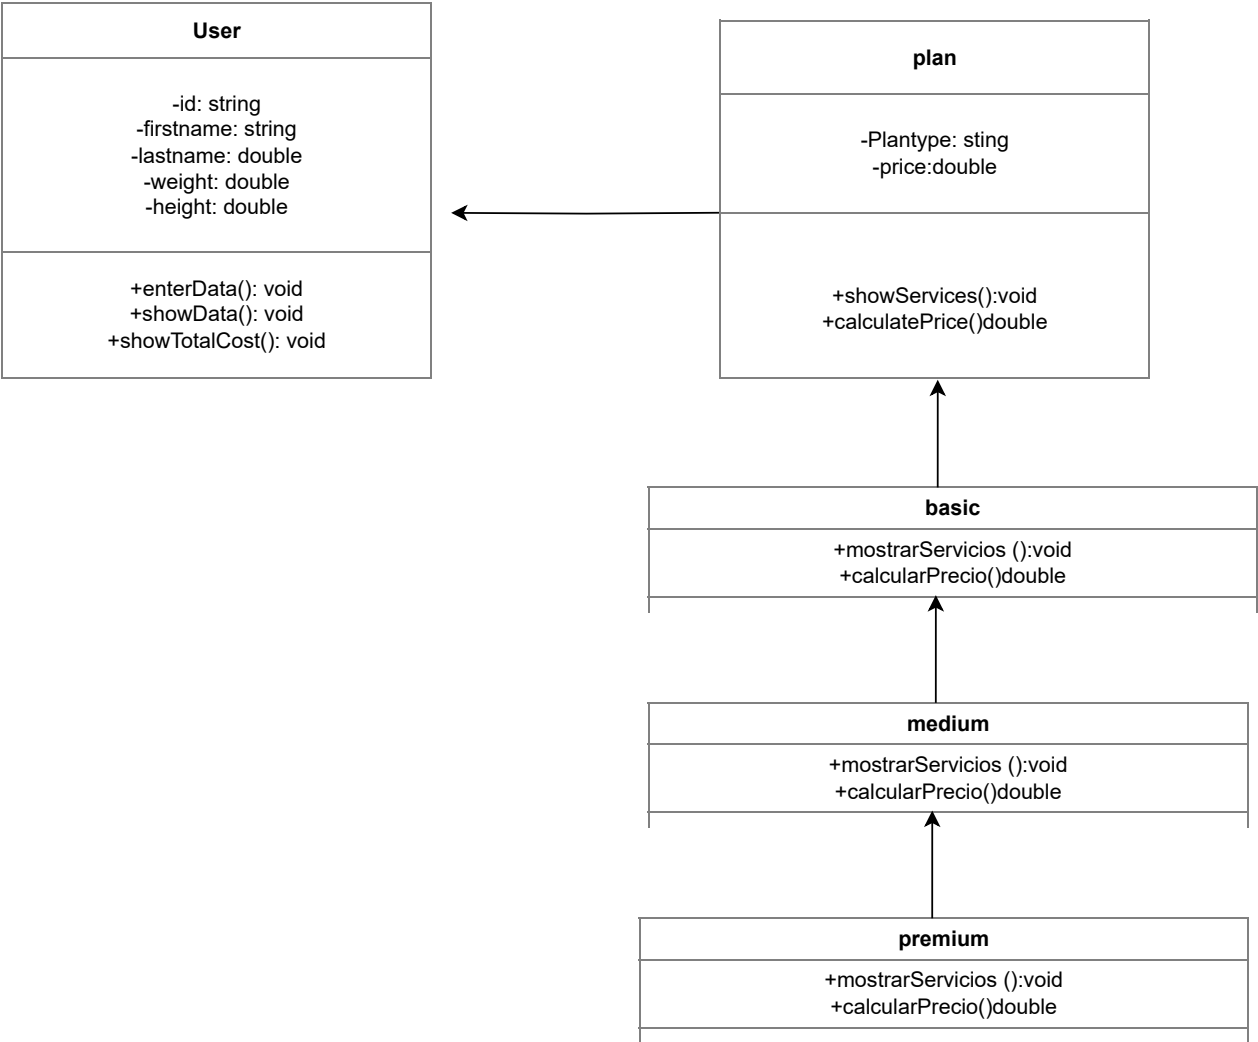 User
-id: string
-firstname: string
-lastname: double
-weight: double
-height: double
+enterData(): void
+showData(): void
+showTotalCost(): void
plan
-Plantype: sting
-price:double
+showServices():void
+calculatePrice()double
basic
+mostrarServicios ():void
+calcularPrecio()double
medium
+mostrarServicios ():void
+calcularPrecio()double
premium
+mostrarServicios ():void
+calcularPrecio()double